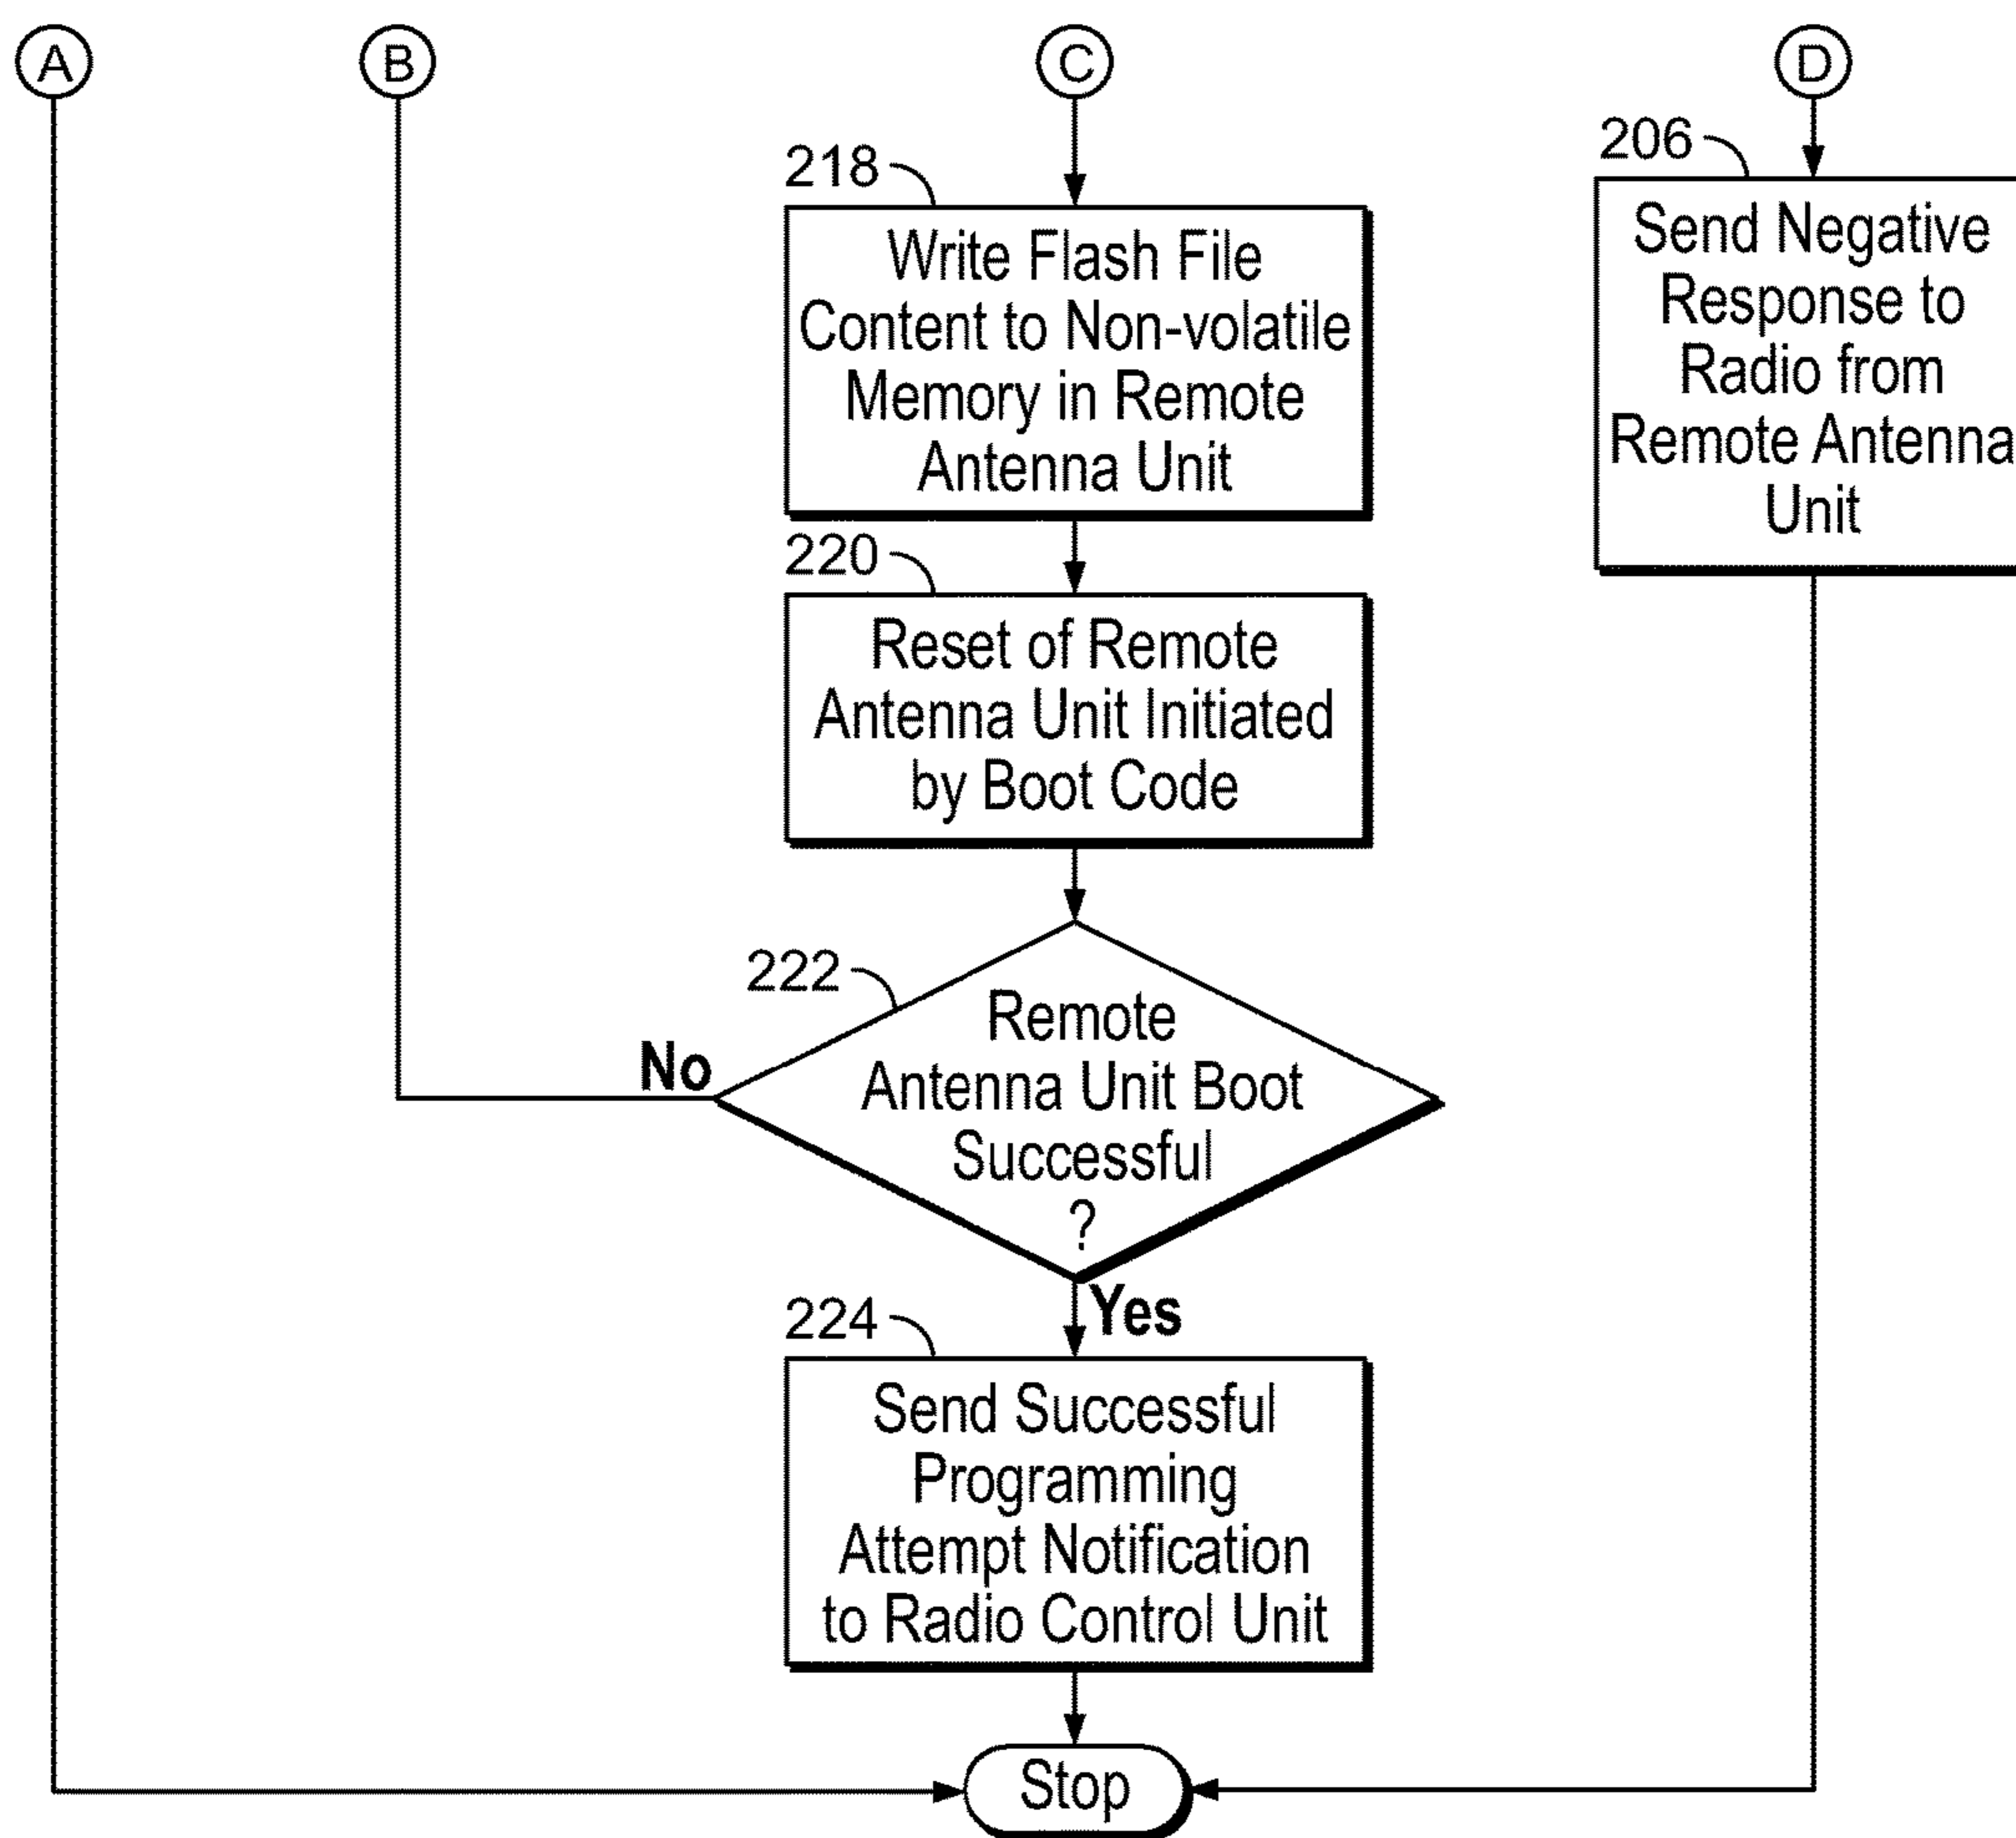 A
B
C
D
218
Write Flash File
Content to Non-volatile
Memory in Remote
Antenna Unit
206
Send Negative
Response to
Radio from
Remote Antenna
Unit
220
Reset of Remote
Antenna Unit Initiated
by Boot Code
222
Remote
Antenna Unit Boot
Successful
?
No
Yes
224
Send Successful
Programming
Attempt Notification
to Radio Control Unit
Stop